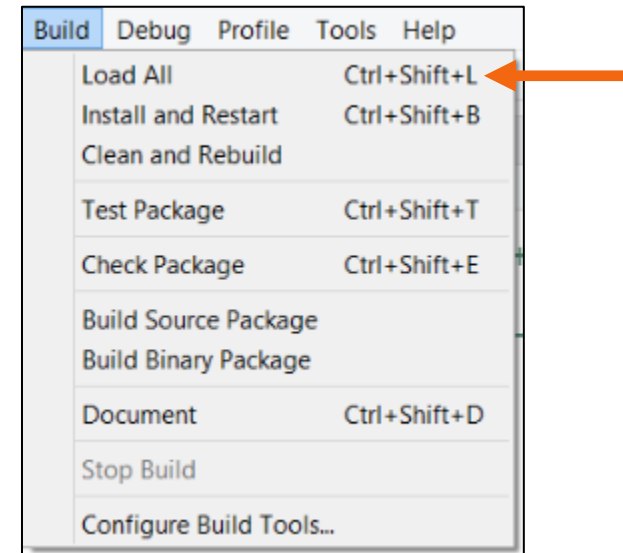 Build Debug Profile Tools Help
Load All Ctrl+Shift+L
Install and Restart Ctrl+Shift+B
Clean and Rebuild
Test Package Ctrl+Shift+T
Check Package Ctrl+Shift+E
Build Source Package
Build Binary Package
Document Ctrl+Shift+D
Stop Build
Configure Build Tools...